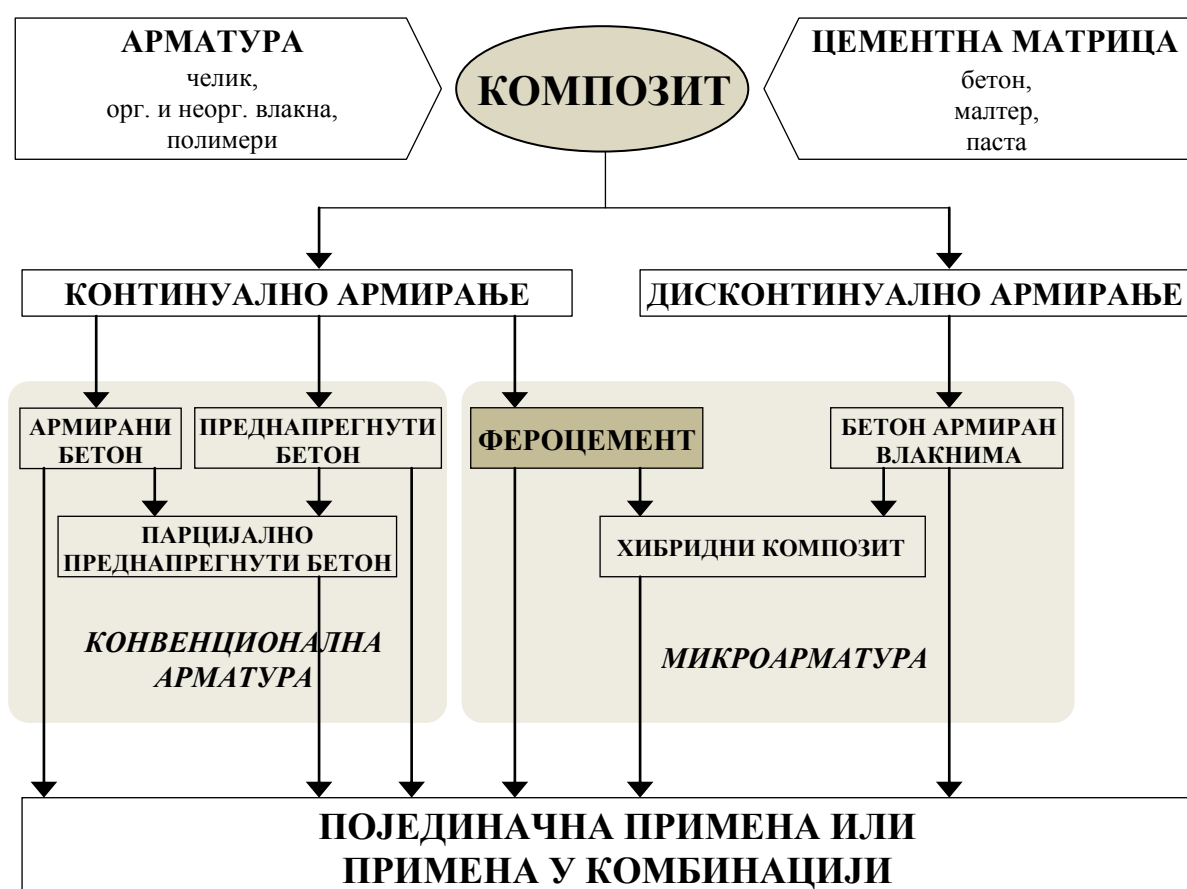 АРМАТУРА
челик,
орг. и неорг. влакна,
полимери
КОМПОЗИТ
ЦЕМЕНТНА МАТРИЦА
бетон,
малтер,
паста
КОНТИНУАЛНО АРМИРАЊЕ
ДИСКОНТИНУАЛНО АРМИРАЊЕ
АРМИРАНИ
БЕТОН
ПРЕДНАПРЕГНУТИ
БЕТОН
ФЕРОЦЕМЕНТ
БЕТОН АРМИРАН
ВЛАКНИМА
ПАРЦИЈАЛНО
ПРЕДНАПРЕГНУТИ БЕТОН
ХИБРИДНИ КОМПОЗИТ
КОНВЕНЦИОНАЛНА
АРМАТУРА
МИКРОАРМАТУРА
ПОЈЕДИНАЧНА ПРИМЕНА ИЛИ
ПРИМЕНА У КОМБИНАЦИЈИ